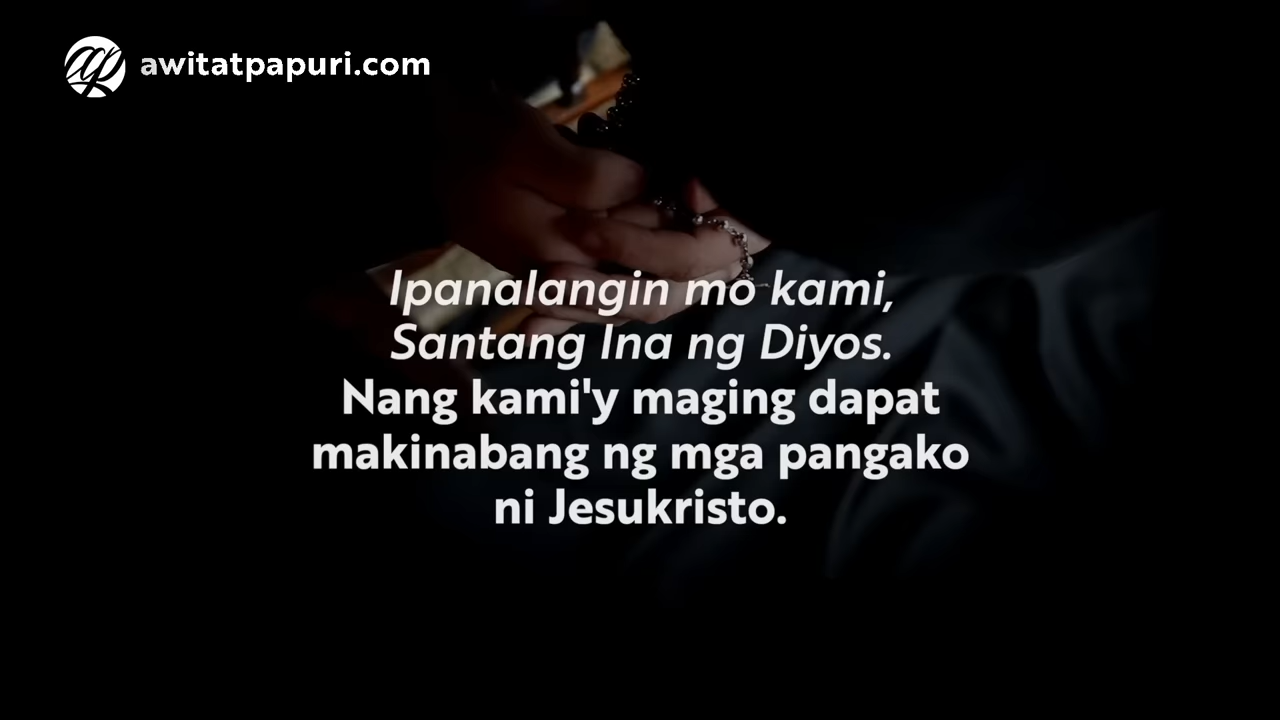 awitatpapuri.com
Ipanalangin mo kami,
Santang Ina ng Diyos.
Nang kami'y maging dapat
makinabang ng mga pangako
ni Jesukristo.